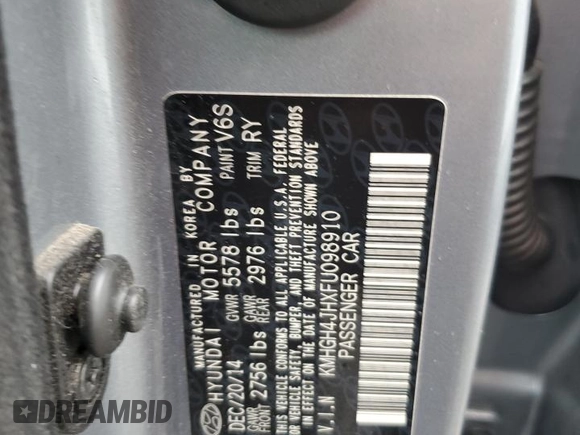 MANUFACTURED IN KOREA BY
HYUNDAI MOTOR COMPANY
DEC/20/14 GVWR 5578 lbs PAINT V6S
GAWR FRONT 2756 lbs GAWR REAR 2976 lbs TRIM RY
THIS VEHICLE CONFORMS TO ALL APPLICABLE U.S.A. FEDERAL
MOTOR VEHICLE SAFETY, BUMPER AND THEFT PREVENTION STANDARDS
IN EFFECT ON THE DATE OF MANUFACTURE SHOWN ABOVE
V.I.N KMHGH4JHXFU098910
PASSENGER CAR
DREAMBID